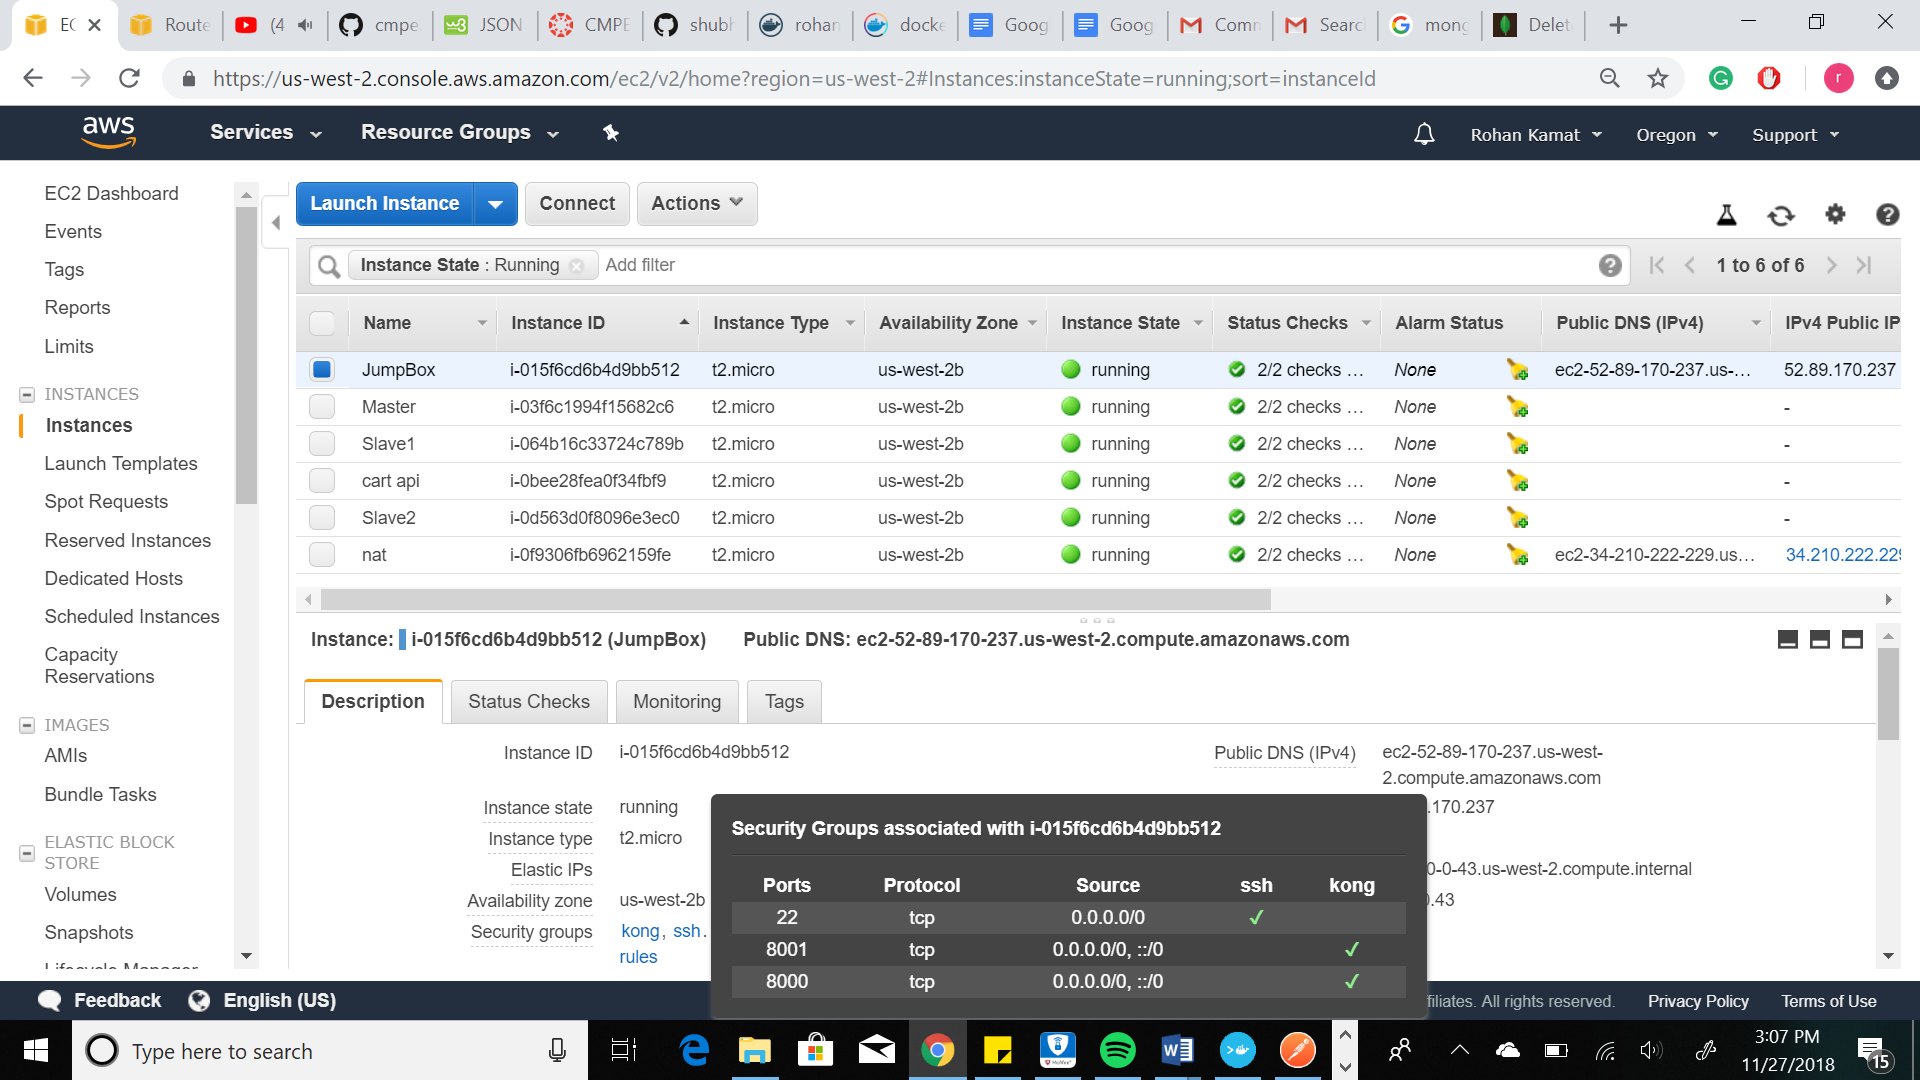 EC
Route
(4
cmpe
JSON
CMPE
shubh
rohan
docke
Goog
Goog
Comm
Searc
mong
Delet
https://us-west-2.console.aws.amazon.com/ec2/v2/home?region=us-west-2#Instances:instanceState=running;sort=instanceId
r
aws
Services
Resource Groups
Rohan Kamat
Oregon
Support
EC2 Dashboard
Events
Tags
Reports
Limits
INSTANCES
Instances
Launch Templates
Spot Requests
Reserved Instances
Dedicated Hosts
Scheduled Instances
Capacity
Reservations
IMAGES
AMIs
Bundle Tasks
ELASTIC BLOCK
STORE
Volumes
Snapshots
Lifecycle Manager
Launch Instance
Connect
Actions
Instance State : Running
Add filter
1 to 6 of 6
Name Instance ID Instance Type Availability Zone Instance State Status Checks Alarm Status Public DNS (IPv4) IPv4 Public IP
JumpBox i-015f6cd6b4d9bb512 t2.micro us-west-2b running 2/2 checks ... None ec2-52-89-170-237.us-... 52.89.170.237
Master i-03f6c1994f15682c6 t2.micro us-west-2b running 2/2 checks ... None -
Slave1 i-064b16c33724c789b t2.micro us-west-2b running 2/2 checks ... None -
cart api i-0bee28fea0f34fbf9 t2.micro us-west-2b running 2/2 checks ... None -
Slave2 i-0d563d0f8096e3ec0 t2.micro us-west-2b running 2/2 checks ... None -
nat i-0f9306fb6962159fe t2.micro us-west-2b running 2/2 checks ... None ec2-34-210-222-229.us... 34.210.222.229
Instance: i-015f6cd6b4d9bb512 (JumpBox) Public DNS: ec2-52-89-170-237.us-west-2.compute.amazonaws.com
Description
Status Checks
Monitoring
Tags
Instance ID i-015f6cd6b4d9bb512
Public DNS (IPv4) ec2-52-89-170-237.us-west-
2.compute.amazonaws.com
Instance state running
.170.237
Instance type t2.micro
Elastic IPs
0-0-43.us-west-2.compute.internal
Availability zone us-west-2b
.43
Security groups kong, ssh.
rules
Security Groups associated with i-015f6cd6b4d9bb512
Ports Protocol Source ssh kong
22 tcp 0.0.0.0/0 ✓
8001 tcp 0.0.0.0/0, ::/0 ✓
8000 tcp 0.0.0.0/0, ::/0 ✓
Feedback
English (US)
ffiliates. All rights reserved.
Privacy Policy
Terms of Use
Type here to search
3:07 PM
11/27/2018
15